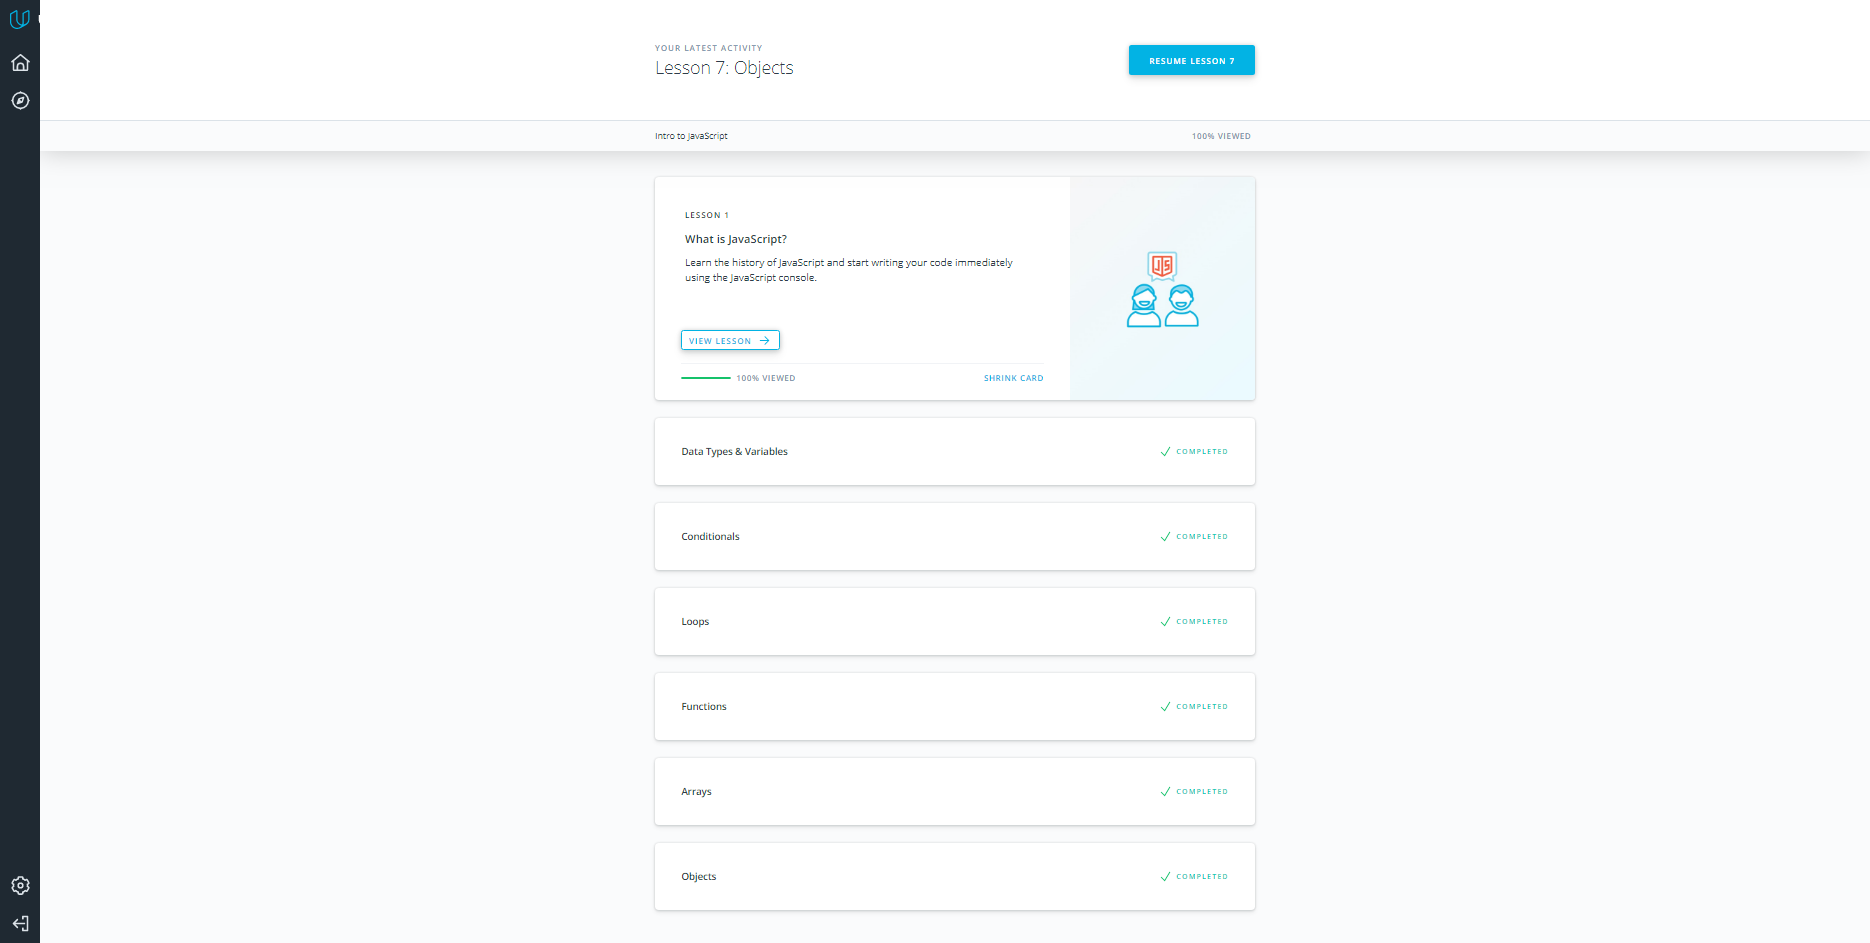 YOUR LATEST ACTIVITY
Lesson 7: Objects
RESUME LESSON 7
Intro to JavaScript
100% VIEWED
LESSON 1
What is JavaScript?
Learn the history of JavaScript and start writing your code immediately
using the JavaScript console.
JS
VIEW LESSON
100% VIEWED
SHRINK CARD
Data Types & Variables
COMPLETED
Conditionals
COMPLETED
Loops
COMPLETED
Functions
COMPLETED
Arrays
COMPLETED
Objects
COMPLETED